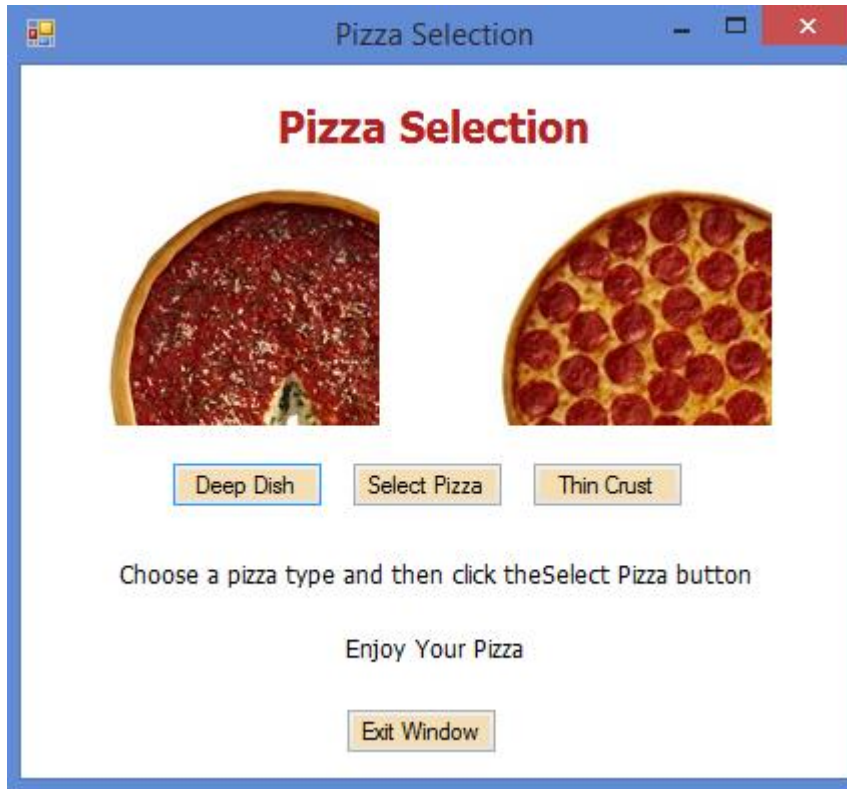 Pizza Selection
Pizza Selection
Deep Dish Select Pizza Thin Crust
Choose a pizza type and then click theSelect Pizza button
Enjoy Your Pizza
Exit Window